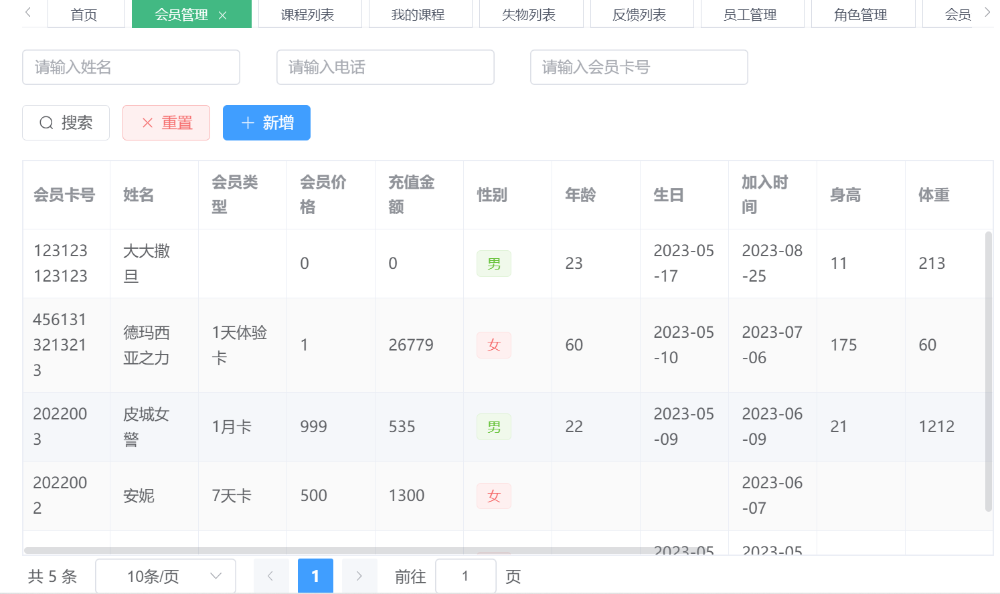 首页 会员管理 课程列表 我的课程 失物列表 反馈列表 员工管理 角色管理 会员
请输入姓名 请输入电话 请输入会员卡号
搜索 重置 新增
会员卡号 姓名 会员类型 会员价格 充值金额 性别 年龄 生日 加入时间 身高 体重
123123123123 大大撒旦 0 0 男 23 2023-05-17 2023-08-25 11 213
4561313213213 德玛西亚之力 1天体验卡 1 26779 女 60 2023-05-10 2023-07-06 175 60
2022003 皮城女警 1月卡 999 535 男 22 2023-05-09 2023-06-09 21 1212
2022002 安妮 7天卡 500 1300 女 2023-06-07
2023-05 2023-05
共 5 条 10条/页 1 前往 1 页